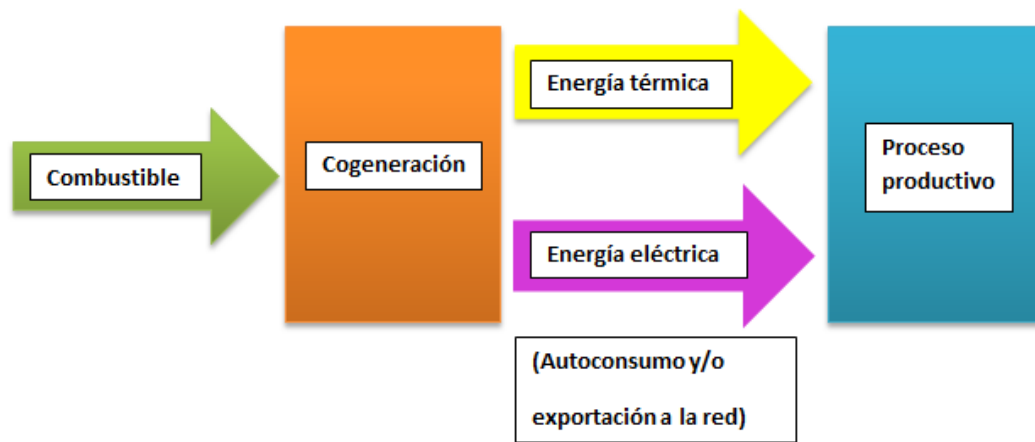 Combustible
Cogeneración
Energía térmica
Energía eléctrica
(Autoconsumo y/o
exportación a la red)
Proceso
productivo